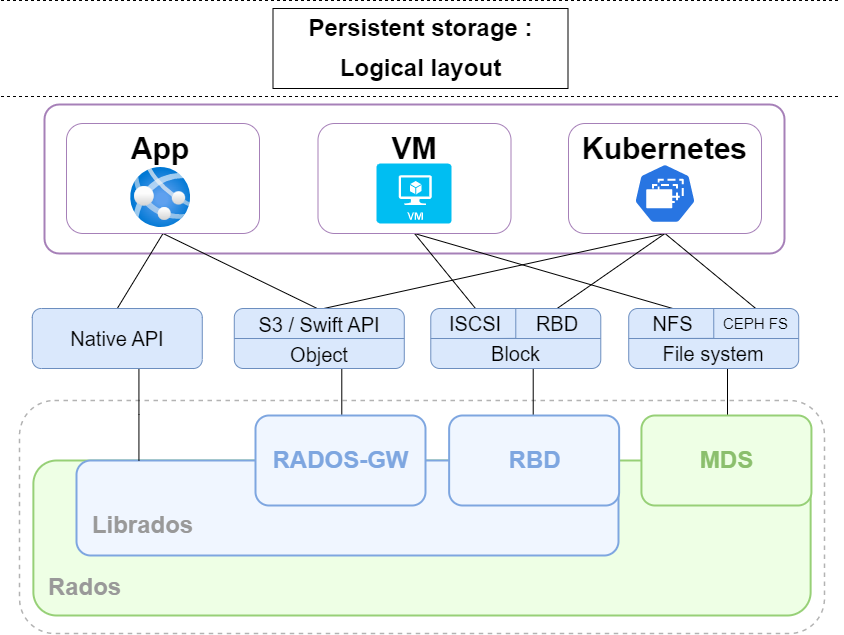 Persistent storage :
Logical layout
App
VM
Kubernetes
VM
Native API
S3 / Swift API
Object
ISCSI
RBD
Block
NFS
CEPH FS
File system
RADOS-GW
RBD
MDS
Librados
Rados